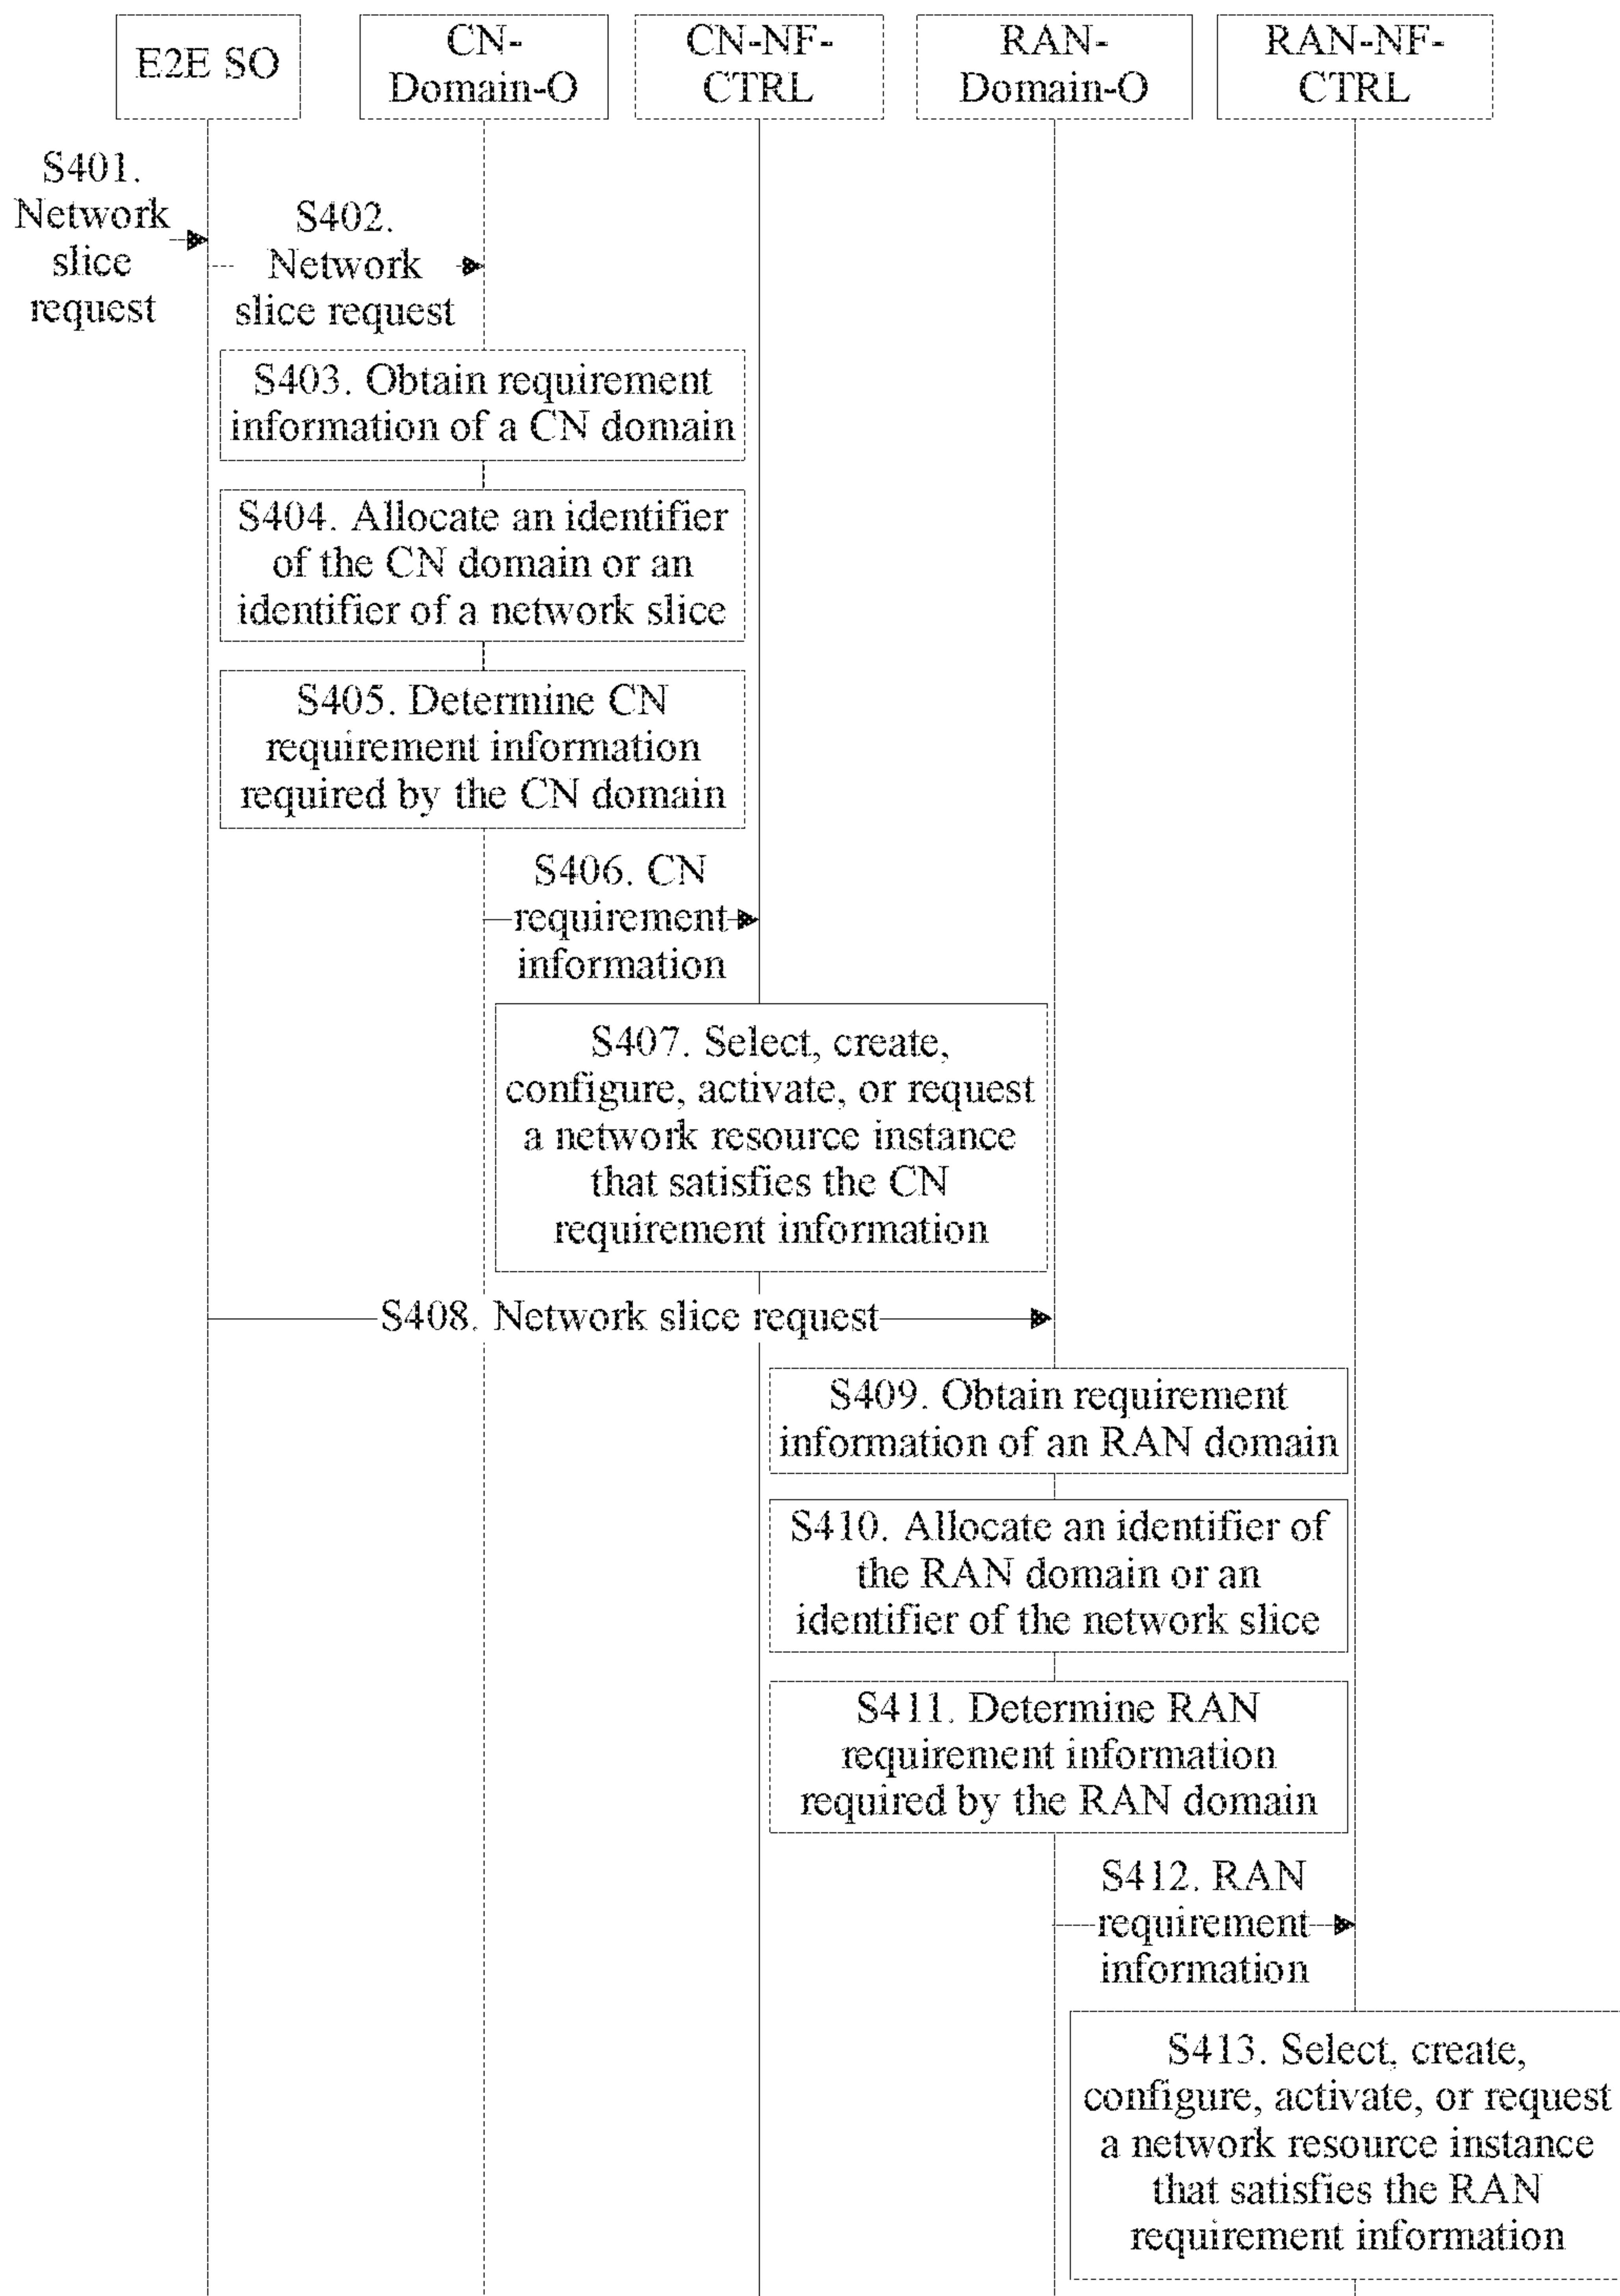 E2E SO
CN-
Domain-O
CN-NF-
CTRL
RAN-
Domain-O
RAN-NF-
CTRL
S401.
Network
slice
request
S402.
Network
slice request
S403. Obtain requirement
information of a CN domain
S404. Allocate an identifier
of the CN domain or an
identifier of a network slice
S405. Determine CN
requirement information
required by the CN domain
S406. CN
requirement
information
S407. Select, create,
configure, activate, or request
a network resource instance
that satisfies the CN
requirement information
S408. Network slice request
S409. Obtain requirement
information of an RAN domain
S410. Allocate an identifier of
the RAN domain or an
identifier of the network slice
S411. Determine RAN
requirement information
required by the RAN domain
S412. RAN
requirement
information
S413. Select, create,
configure, activate, or request
a network resource instance
that satisfies the RAN
requirement information